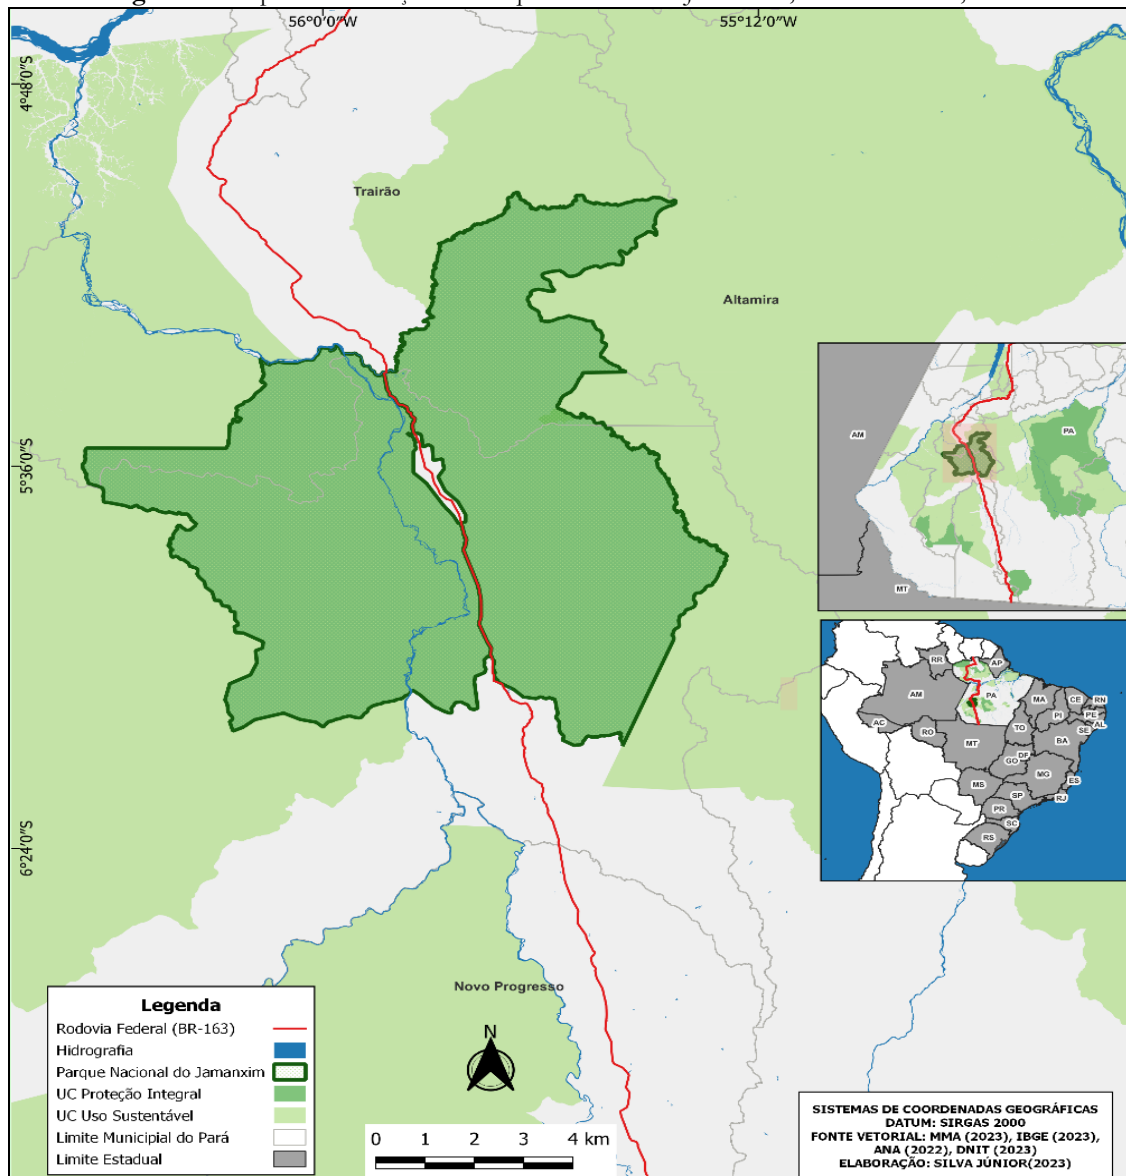 56°0'0"W
55°12'0"W
4°48'0"S
Trairão
Altamira
5°36'0"S
AM
PA
MT
RR
AP
AM
PA
MA
CE
RN
PI
PE
AL
SE
AC
RO
TO
BA
MT
DF
GO
MG
MS
ES
SP
RJ
PR
SC
RS
6°24'0"S
Novo Progresso
N
0 1 2 3 4 km
Legenda
Rodovia Federal (BR-163)
Hidrografia
Parque Nacional do Jamanxim
UC Proteção Integral
UC Uso Sustentável
Limite Municipial do Pará
Limite Estadual
SISTEMAS DE COORDENADAS GEOGRÁFICAS
DATUM: SIRGAS 2000
FONTE VETORIAL: MMA (2023), IBGE (2023),
ANA (2022), DNIT (2023)
ELABORAÇÃO: SILVA JÚNIOR(2023)